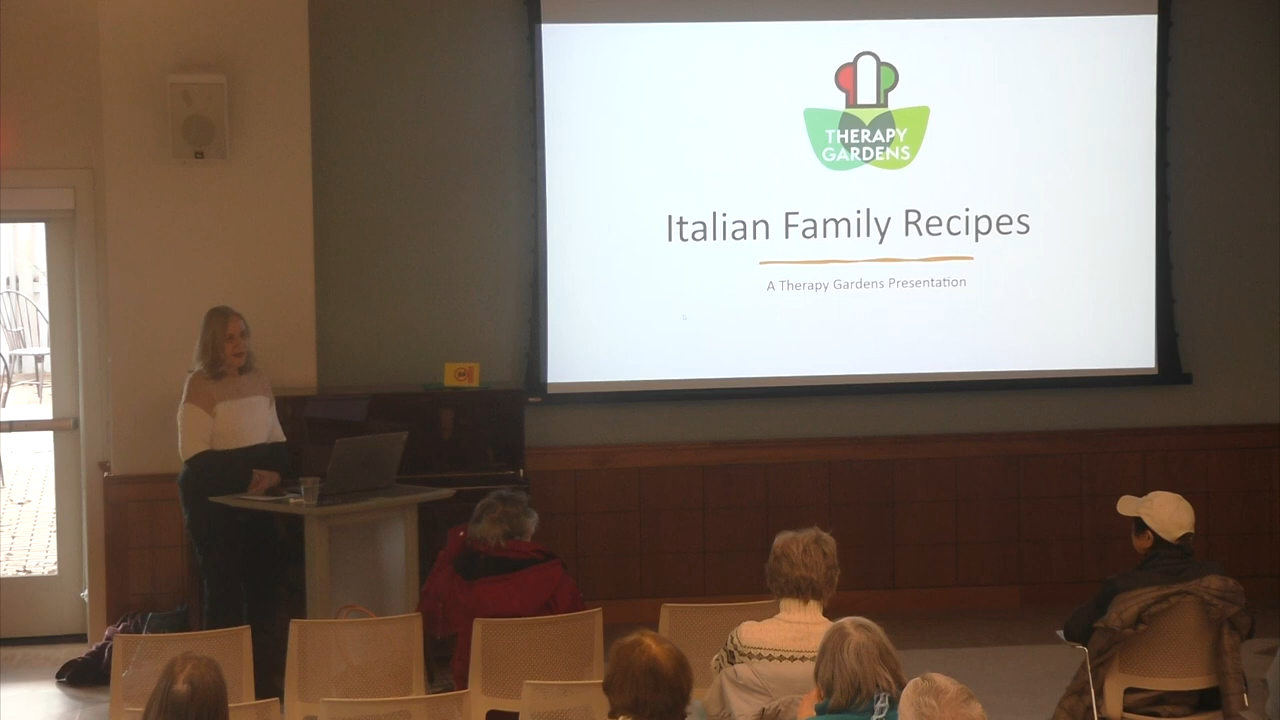 THERAPY
GARDENS
Italian Family Recipes
A Therapy Gardens Presentation